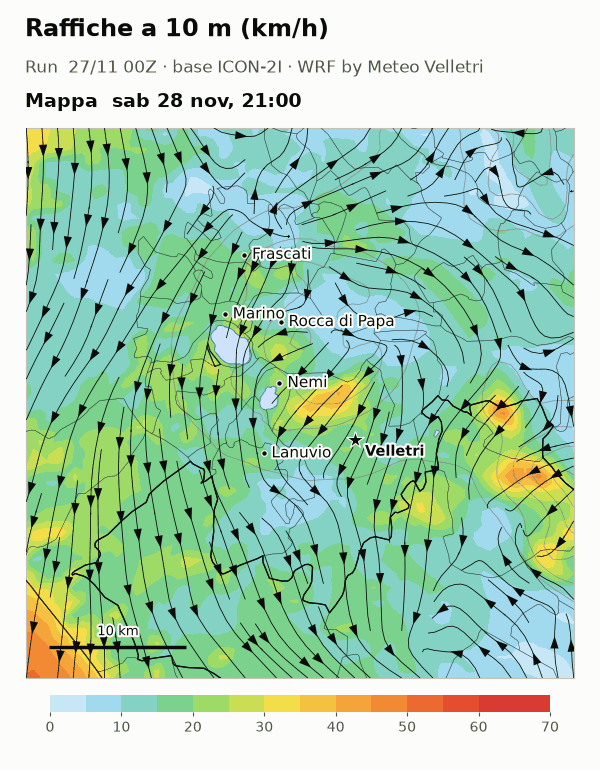 Raffiche a 10 m (km/h)
Run  27/11 00Z · base ICON-2I · WRF by Meteo Velletri
Mappa  sab 28 nov, 21:00
Frascati
Marino
Rocca di Papa
Nemi
Velletri
Lanuvio
10 km
0 10 20 30 40 50 60 70